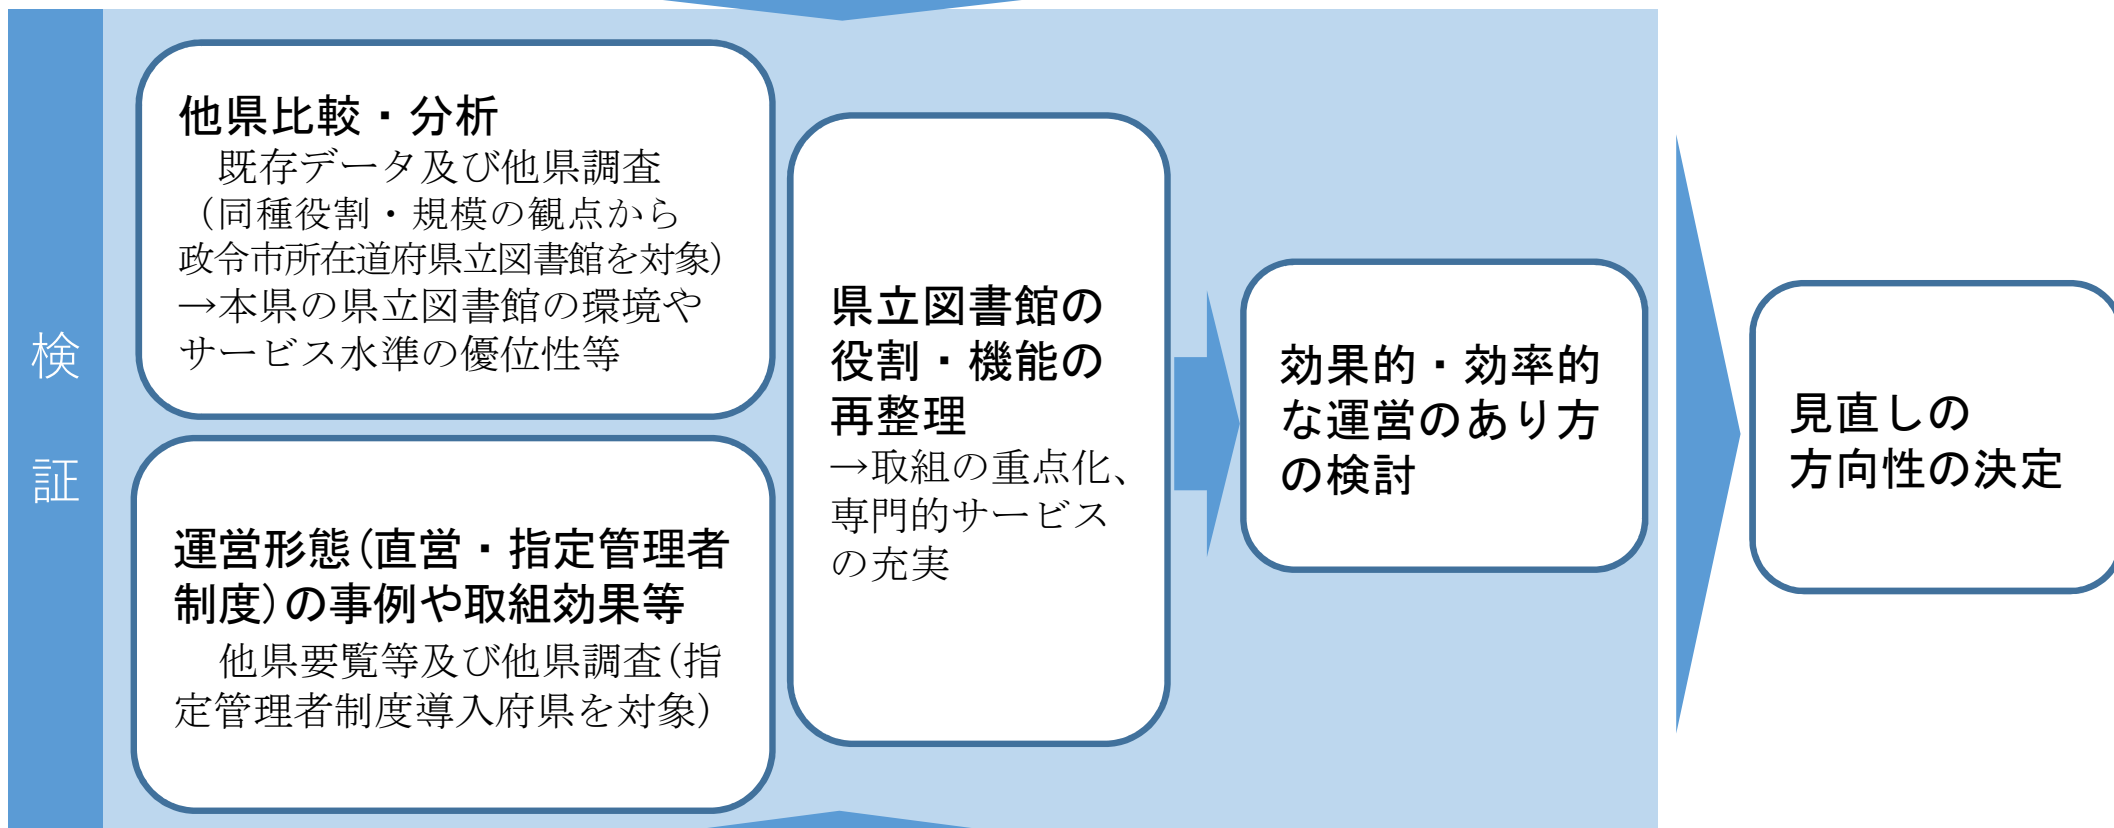 検
証
他県比較・分析
既存データ及び他県調査
（同種役割・規模の観点から
政令市所在道府県立図書館を対象）
→本県の県立図書館の環境や
サービス水準の優位性等
運営形態（直営・指定管理者
制度）の事例や取組効果等
他県要覧等及び他県調査（指
定管理者制度導入府県を対象）
県立図書館の
役割・機能の
再整理
→取組の重点化、
専門的サービス
の充実
効果的・効率的
な運営のあり方
の検討
見直しの
方向性の決定